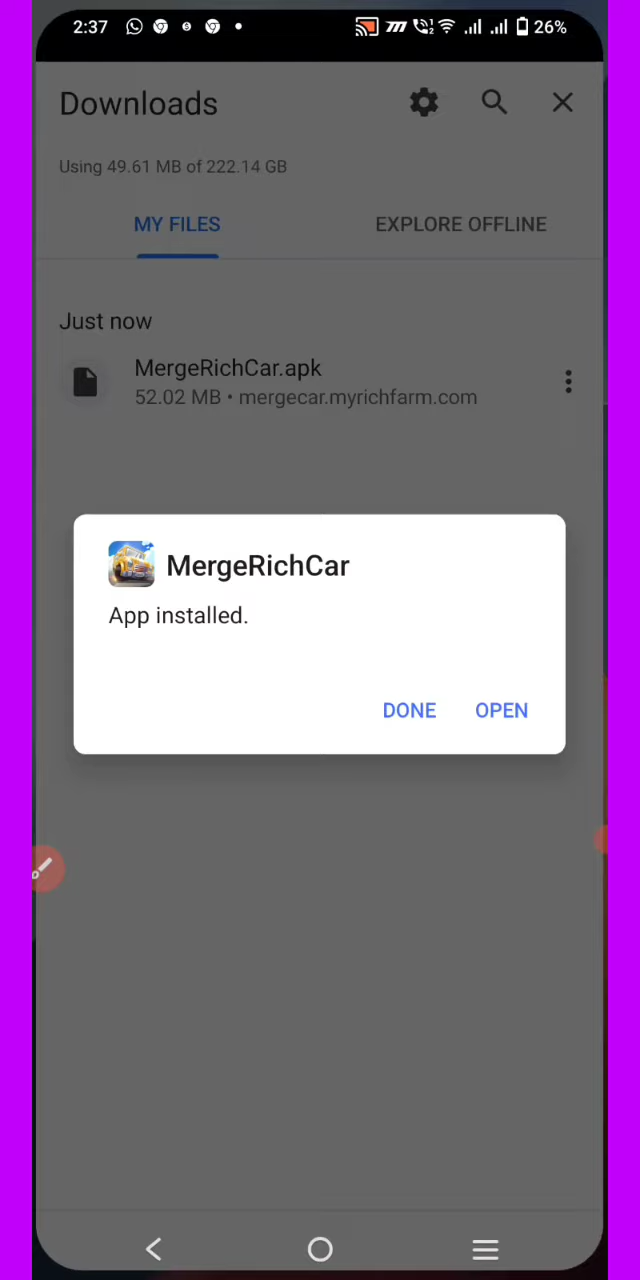 2:37 26%
Downloads
Using 49.61 MB of 222.14 GB
MY FILES EXPLORE OFFLINE
Just now
MergeRichCar.apk
52.02 MB • mergecar.myrichfarm.com
MergeRichCar
App installed.
DONE OPEN